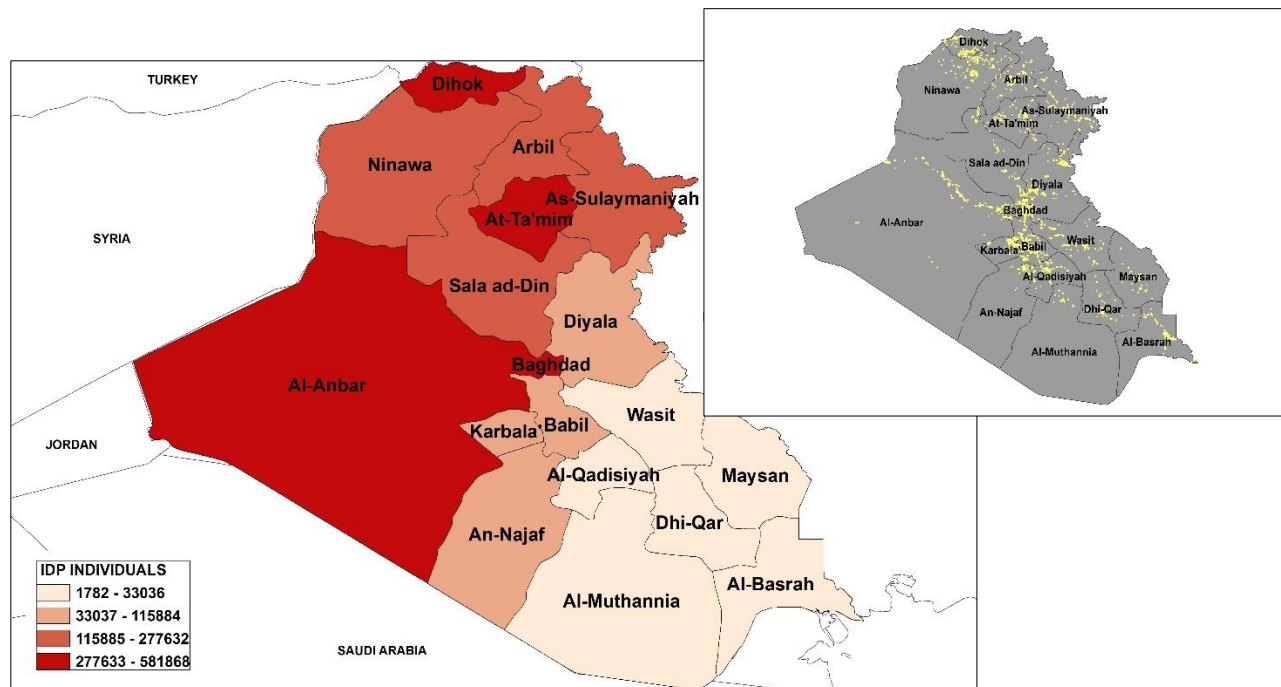 TURKEY
SYRIA
JORDAN
SAUDI ARABIA
Dihok
Ninawa
Arbil
As-Sulaymaniyah
At-Ta'mim
Sala ad-Din
Diyala
Baghdad
Al-Anbar
Karbala'
Babil
Wasit
Al-Qadisiyah
Maysan
An-Najaf
Dhi-Qar
Al-Muthannia
Al-Basrah
IDP INDIVIDUALS
1782 - 33036
33037 - 115884
115885 - 277632
277633 - 581868
Dihok
Arbil
Ninawa
As-Sulaymaniyah
At-Ta'mim
Sala ad-Din
Diyala
Baghdad
Al-Anbar
Karbala'
Babil
Wasit
Al-Qadisiyah
Maysan
An-Najaf
Dhi-Qar
Al-Muthannia
Al-Basrah